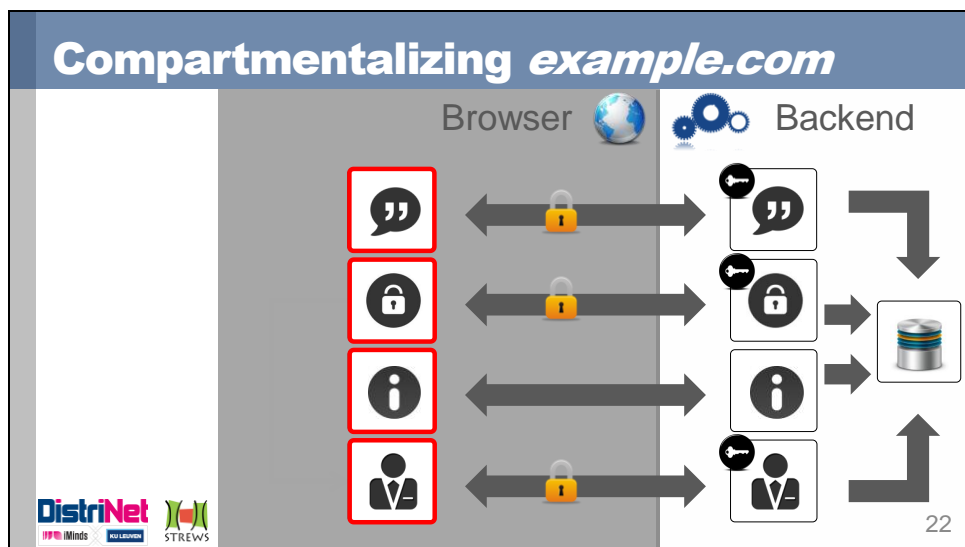 Compartmentalizing example.com
Browser
Backend
DistriNet
iMinds
KU LEUVEN
STREWS
22